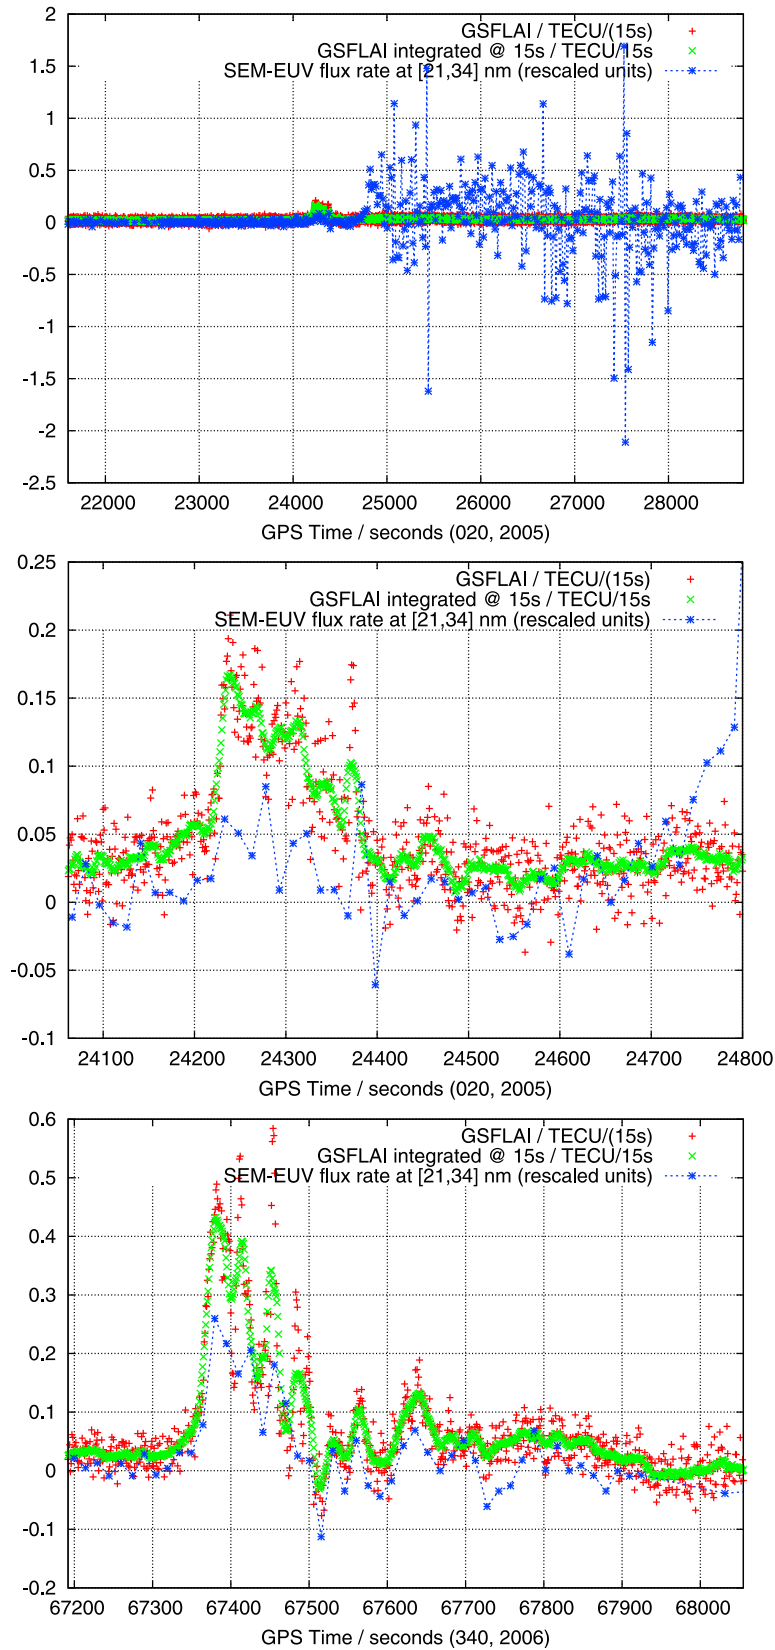 2
1.5
1
0.5
0
-0.5
-1
-1.5
-2
-2.5
GSFLAI / TECU/(15s)
GSFLAI integrated @ 15s / TECU/15s
SEM-EUV flux rate at [21,34] nm (rescaled units)
22000 23000 24000 25000 26000 27000 28000
GPS Time / seconds (020, 2005)
0.25
0.2
0.15
0.1
0.05
0
-0.05
-0.1
GSFLAI / TECU/(15s)
GSFLAI integrated @ 15s / TECU/15s
SEM-EUV flux rate at [21,34] nm (rescaled units)
24100 24200 24300 24400 24500 24600 24700 24800
GPS Time / seconds (020, 2005)
0.6
0.5
0.4
0.3
0.2
0.1
0
-0.1
-0.2
GSFLAI / TECU/(15s)
GSFLAI integrated @ 15s / TECU/15s
SEM-EUV flux rate at [21,34] nm (rescaled units)
67200 67300 67400 67500 67600 67700 67800 67900 68000
GPS Time / seconds (340, 2006)